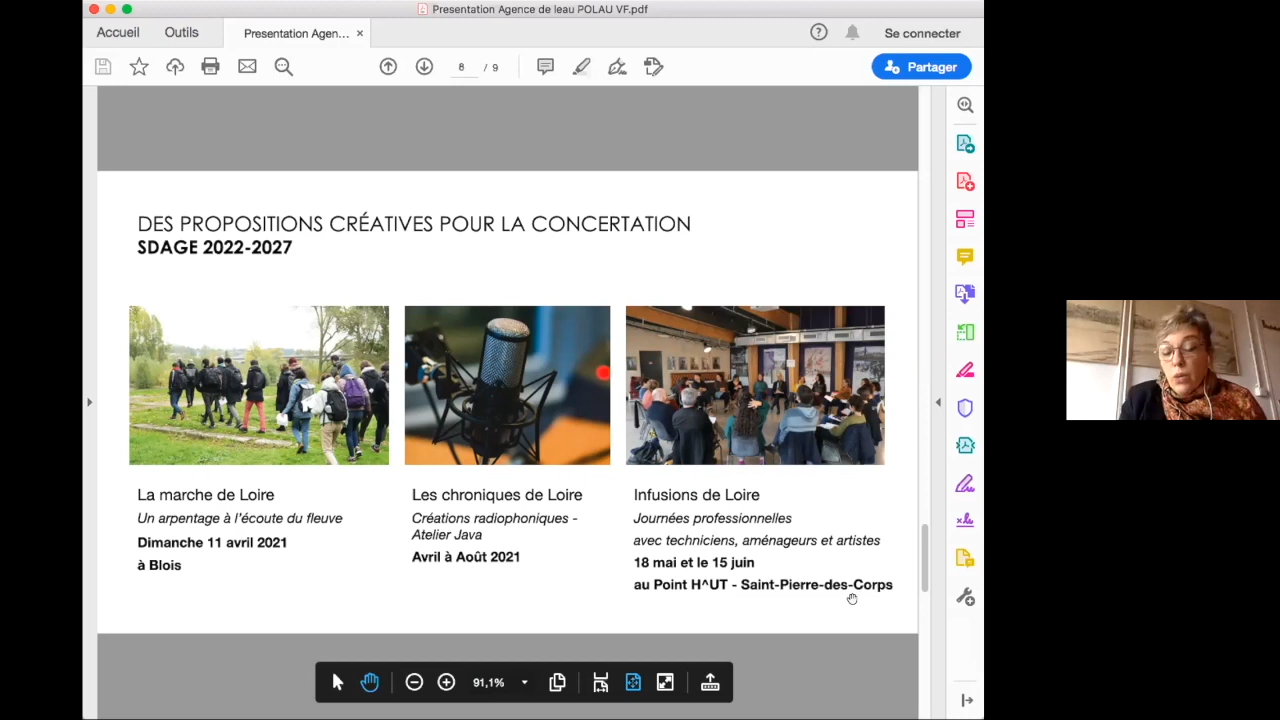 Presentation Agence de leau POLAU VF.pdf
Accueil
Outils
Presentation Agen... ×
Se connecter
8 / 9
Partager
DES PROPOSITIONS CRÉATIVES POUR LA CONCERTATION
SDAGE 2022-2027
La marche de Loire
Un arpentage à l'écoute du fleuve
Dimanche 11 avril 2021
à Blois
Les chroniques de Loire
Créations radiophoniques -
Atelier Java
Avril à Août 2021
Infusions de Loire
Journées professionnelles
avec techniciens, aménageurs et artistes
18 mai et le 15 juin
au Point H^UT - Saint-Pierre-des-Corps
91,1%